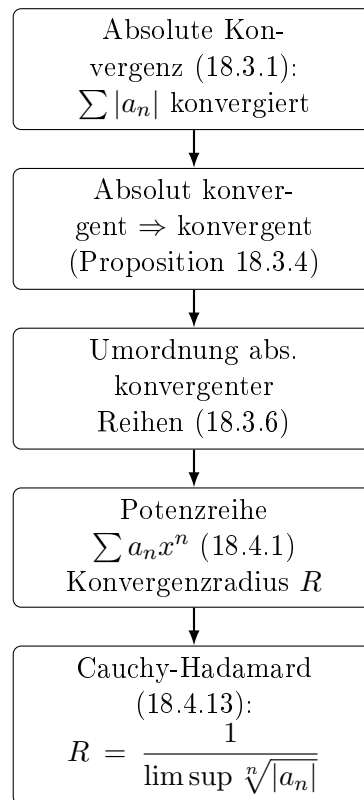 Absolute Kon-
vergenz (18.3.1):
∑ |aₙ| konvergiert
Absolut konver-
gent ⇒ konvergent
(Proposition 18.3.4)
Umordnung abs.
konvergenter
Reihen (18.3.6)
Potenzreihe
∑ aₙxⁿ (18.4.1)
Konvergenzradius R
Cauchy-Hadamard
(18.4.13):
R = 1 / lim sup ⁿ√|aₙ|